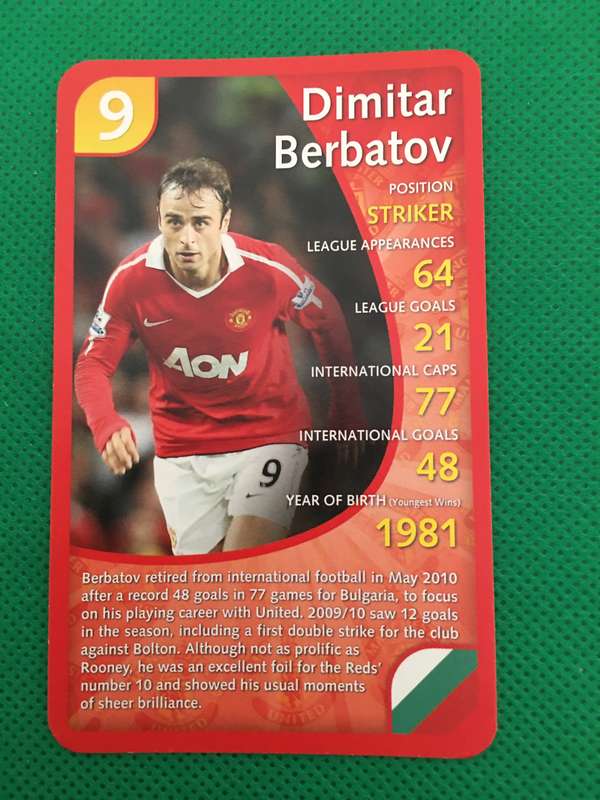 9
Dimitar
Berbatov
POSITION
STRIKER
LEAGUE APPEARANCES
64
LEAGUE GOALS
21
INTERNATIONAL CAPS
77
INTERNATIONAL GOALS
48
YEAR OF BIRTH (Youngest Wins)
1981
AON
9
Berbatov retired from international football in May 2010
after a record 48 goals in 77 games for Bulgaria, to focus
on his playing career with United. 2009/10 saw 12 goals
in the season, including a first double strike for the club
against Bolton. Although not as prolific as
Rooney, he was an excellent foil for the Reds'
number 10 and showed his usual moments
of sheer brilliance.
UNITED